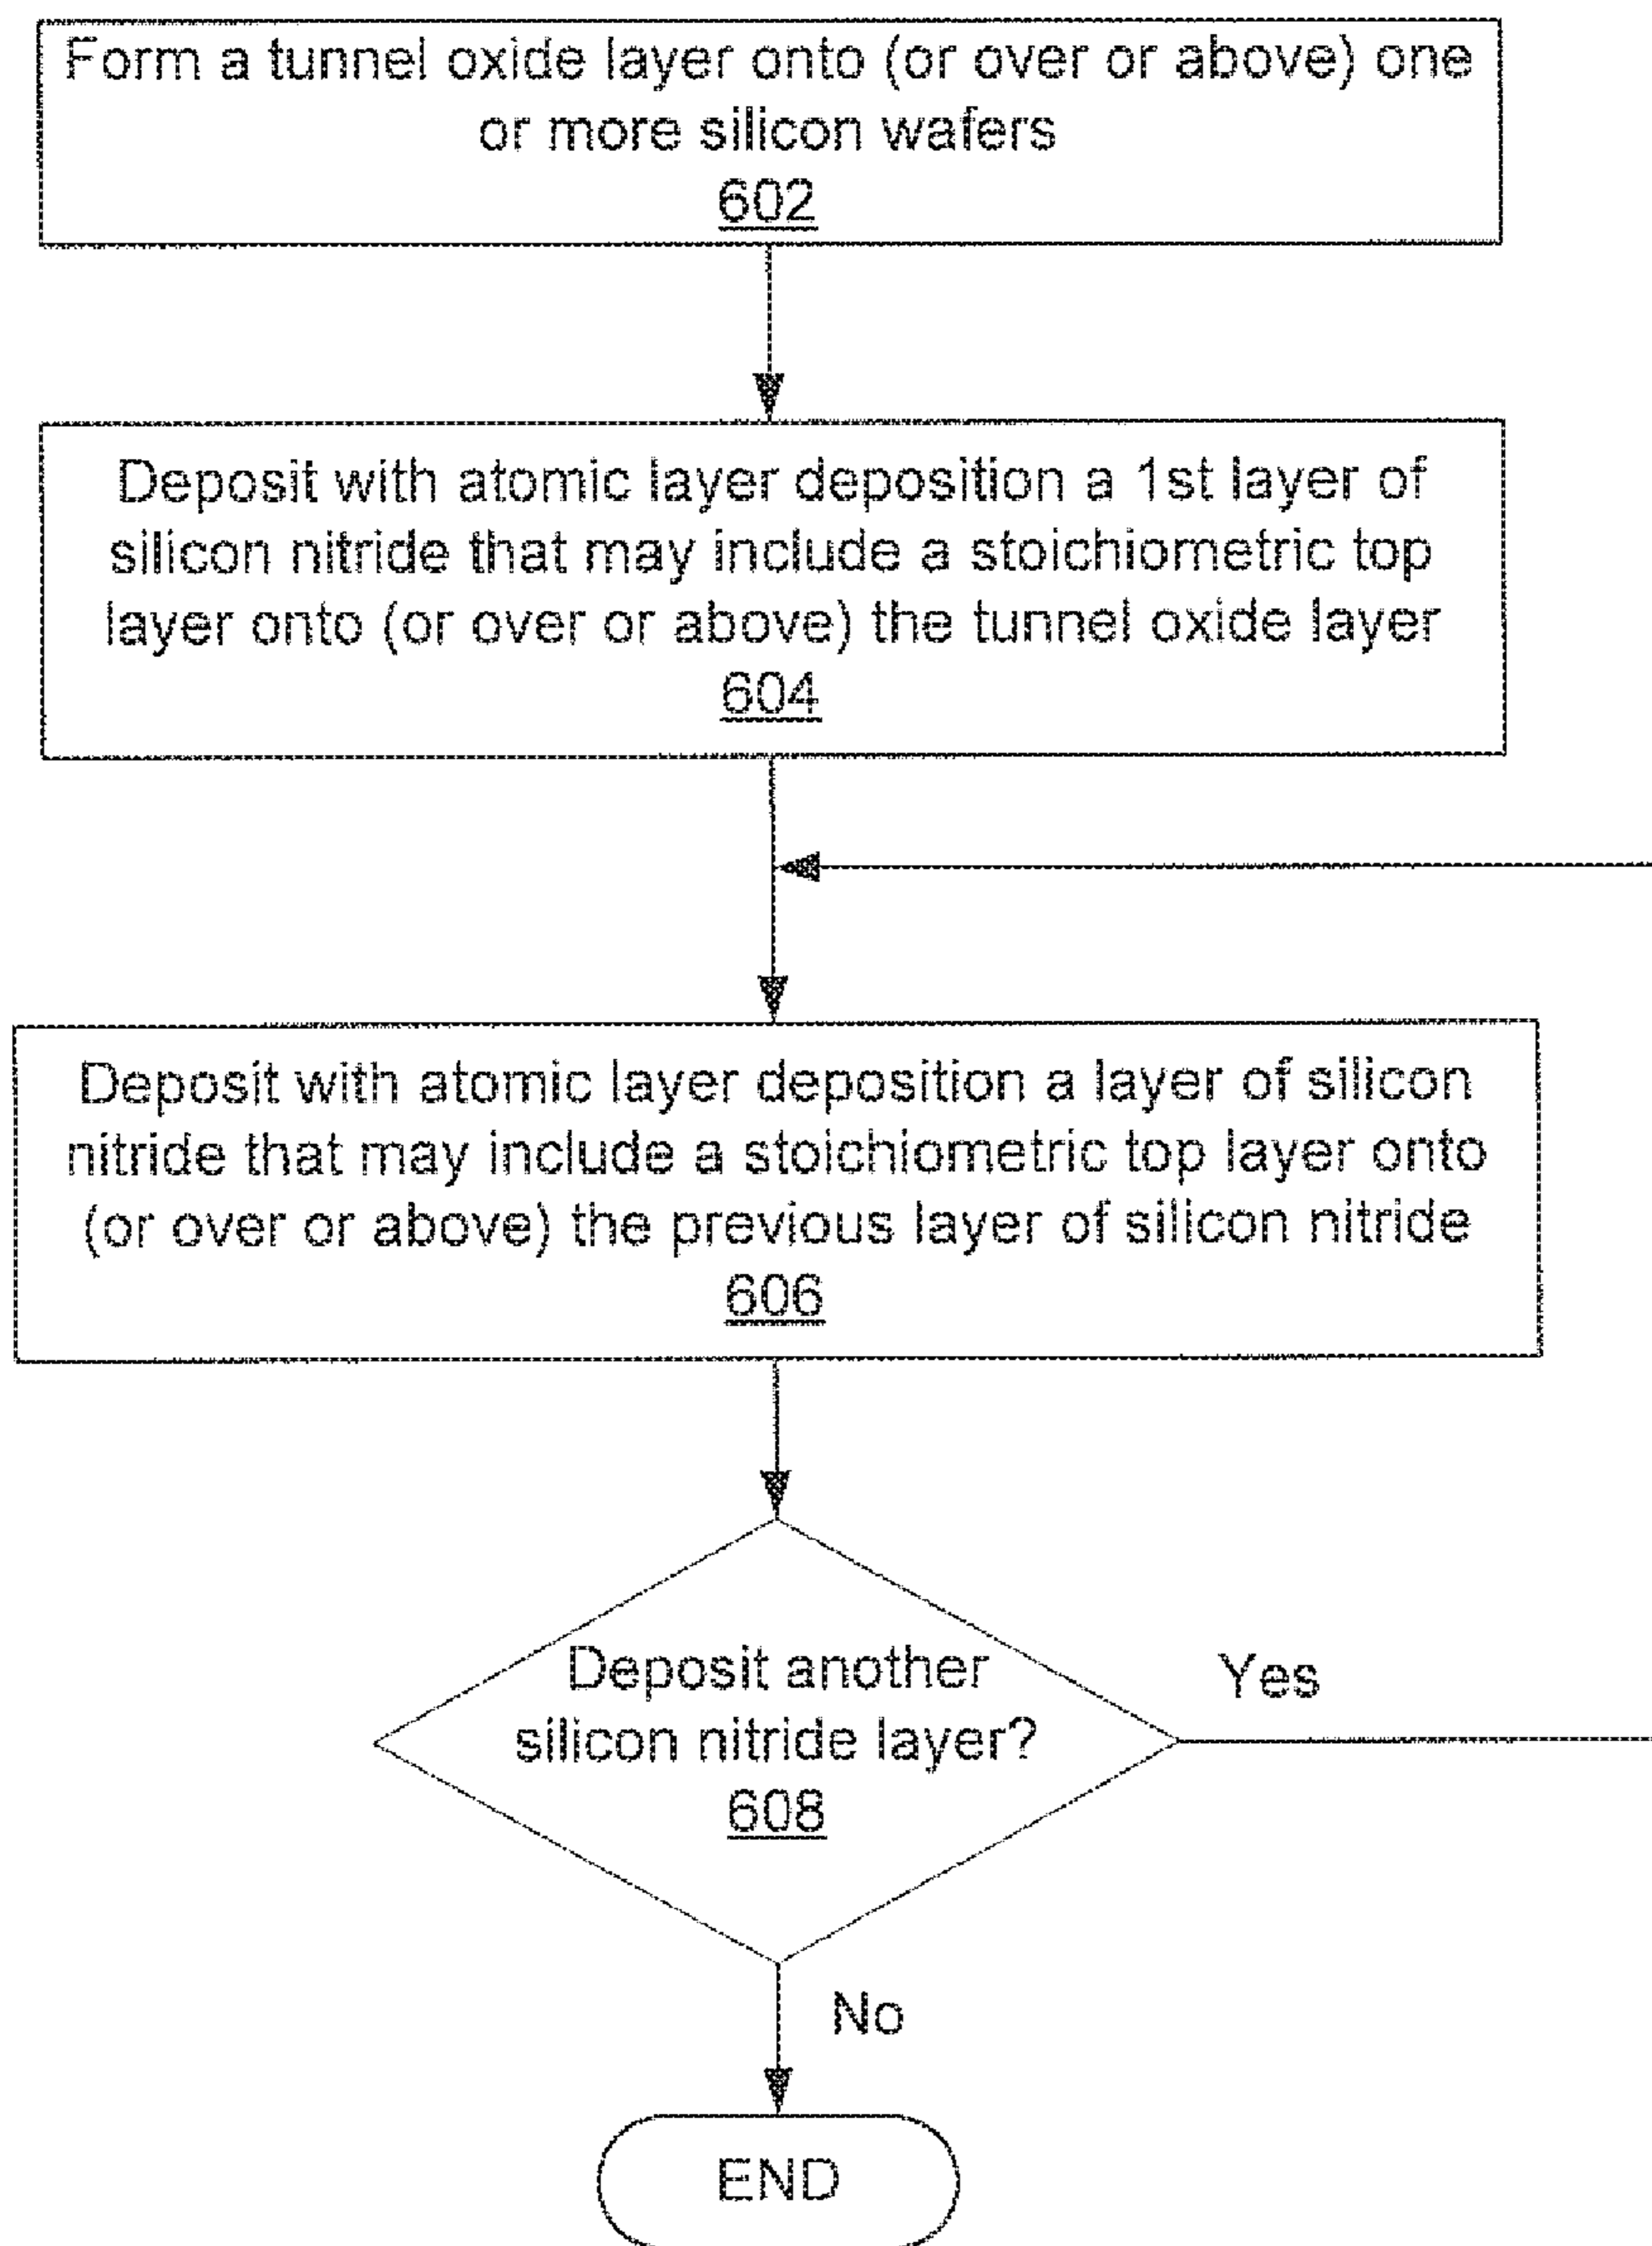 Form a tunnel oxide layer onto (or over or above) one
or more silicon wafers
602
Deposit with atomic layer deposition a 1st layer of
silicon nitride that may include a stoichiometric top
layer onto (or over or above) the tunnel oxide layer
604
Deposit with atomic layer deposition a layer of silicon
nitride that may include a stoichiometric top layer onto
(or over or above) the previous layer of silicon nitride
606
Deposit another
silicon nitride layer?
608
Yes
No
END